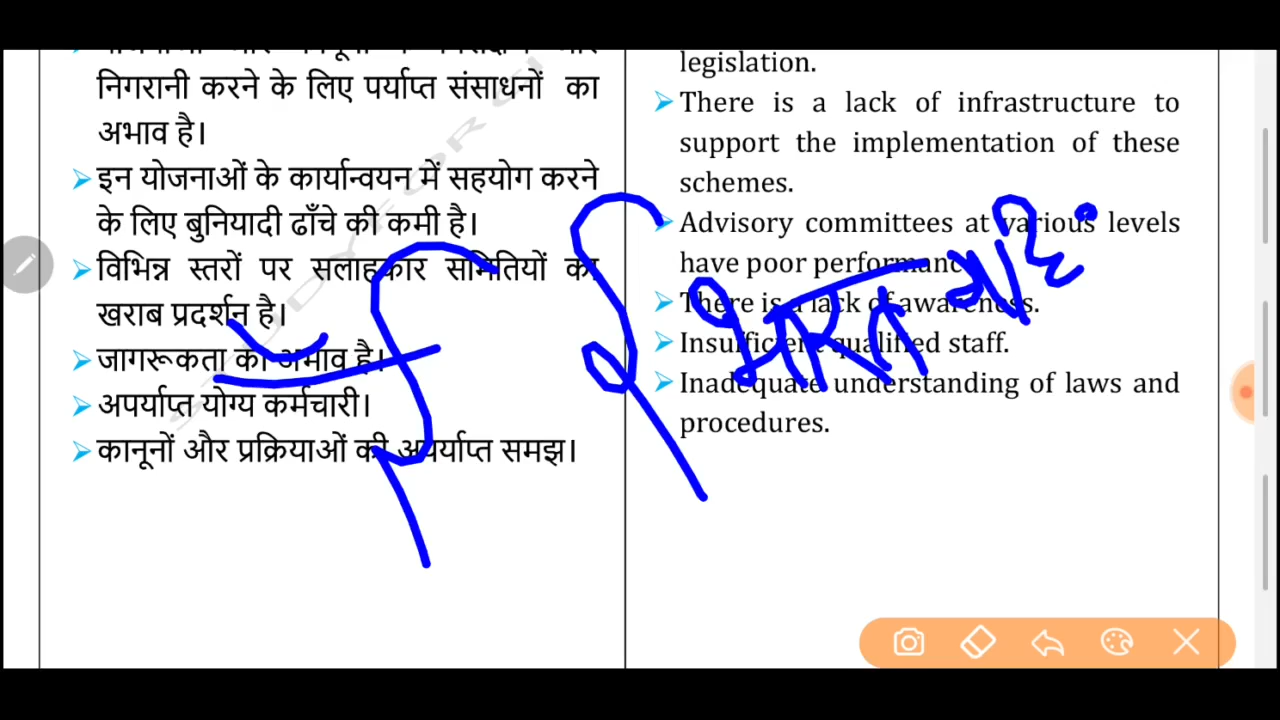 निगरानी करने के लिए पर्याप्त संसाधनों का
अभाव है।
इन योजनाओं के कार्यान्वयन में सहयोग करने
के लिए बुनियादी ढाँचे की कमी है।
विभिन्न स्तरों पर सलाहकार समितियों का
खराब प्रदर्शन है।
जागरूकता का अभाव है।
अपर्याप्त योग्य कर्मचारी।
कानूनों और प्रक्रियाओं की अपर्याप्त समझ।
legislation.
There is a lack of infrastructure to
support the implementation of these
schemes.
Advisory committees at various levels
have poor performance
There is a lack of awareness.
Insufficient qualified staff.
Inadequate understanding of laws and
procedures.